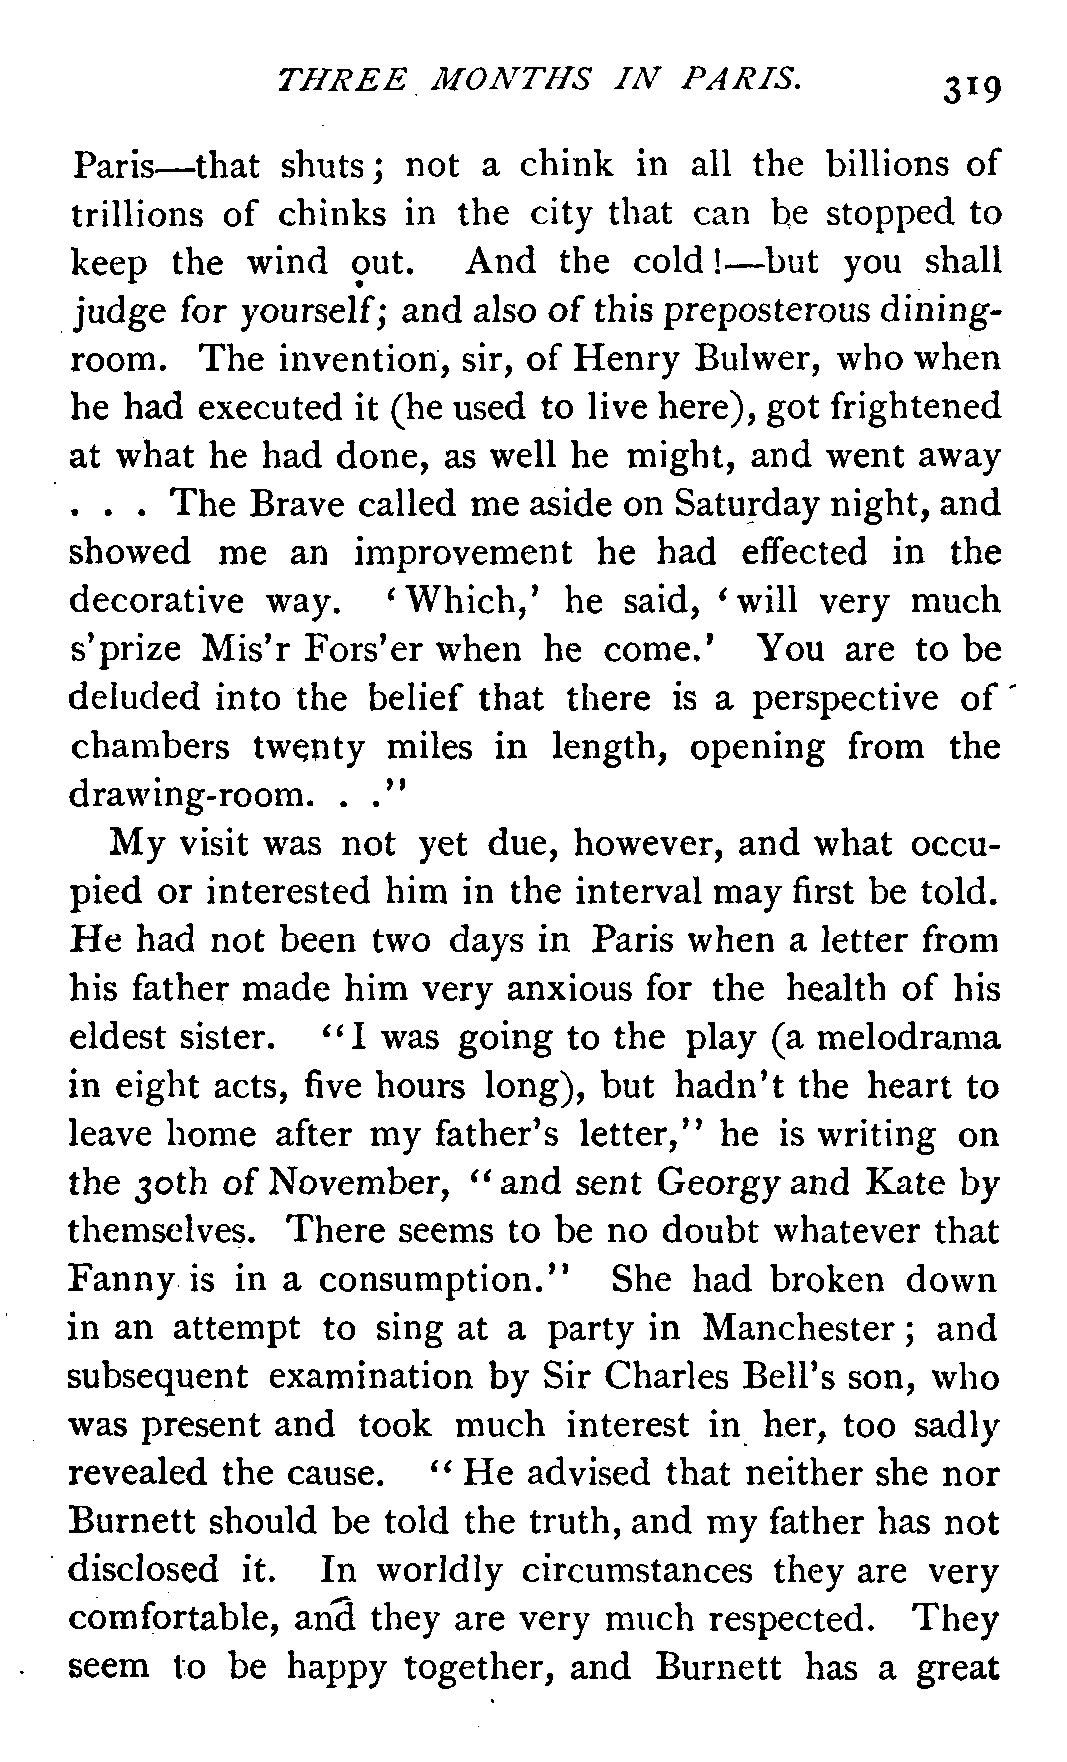 THREE MONTHS IN PARIS. 319
Paris—that shuts; not a chink in all the billions of
trillions of chinks in the city that can be stopped to
keep the wind out. And the cold!—but you shall
judge for yourself; and also of this preposterous dining-
room. The invention, sir, of Henry Bulwer, who when
he had executed it (he used to live here), got frightened
at what he had done, as well he might, and went away
. . . The Brave called me aside on Saturday night, and
showed me an improvement he had effected in the
decorative way. ‘Which,’ he said, ‘will very much
s’prize Mis’r Fors’er when he come.’ You are to be
deluded into the belief that there is a perspective of
chambers twenty miles in length, opening from the
drawing-room. . .”
My visit was not yet due, however, and what occu-
pied or interested him in the interval may first be told.
He had not been two days in Paris when a letter from
his father made him very anxious for the health of his
eldest sister. “I was going to the play (a melodrama
in eight acts, five hours long), but hadn’t the heart to
leave home after my father’s letter,” he is writing on
the 30th of November, “and sent Georgy and Kate by
themselves. There seems to be no doubt whatever that
Fanny is in a consumption.” She had broken down
in an attempt to sing at a party in Manchester; and
subsequent examination by Sir Charles Bell’s son, who
was present and took much interest in her, too sadly
revealed the cause. “He advised that neither she nor
Burnett should be told the truth, and my father has not
disclosed it. In worldly circumstances they are very
comfortable, and they are very much respected. They
seem to be happy together, and Burnett has a great